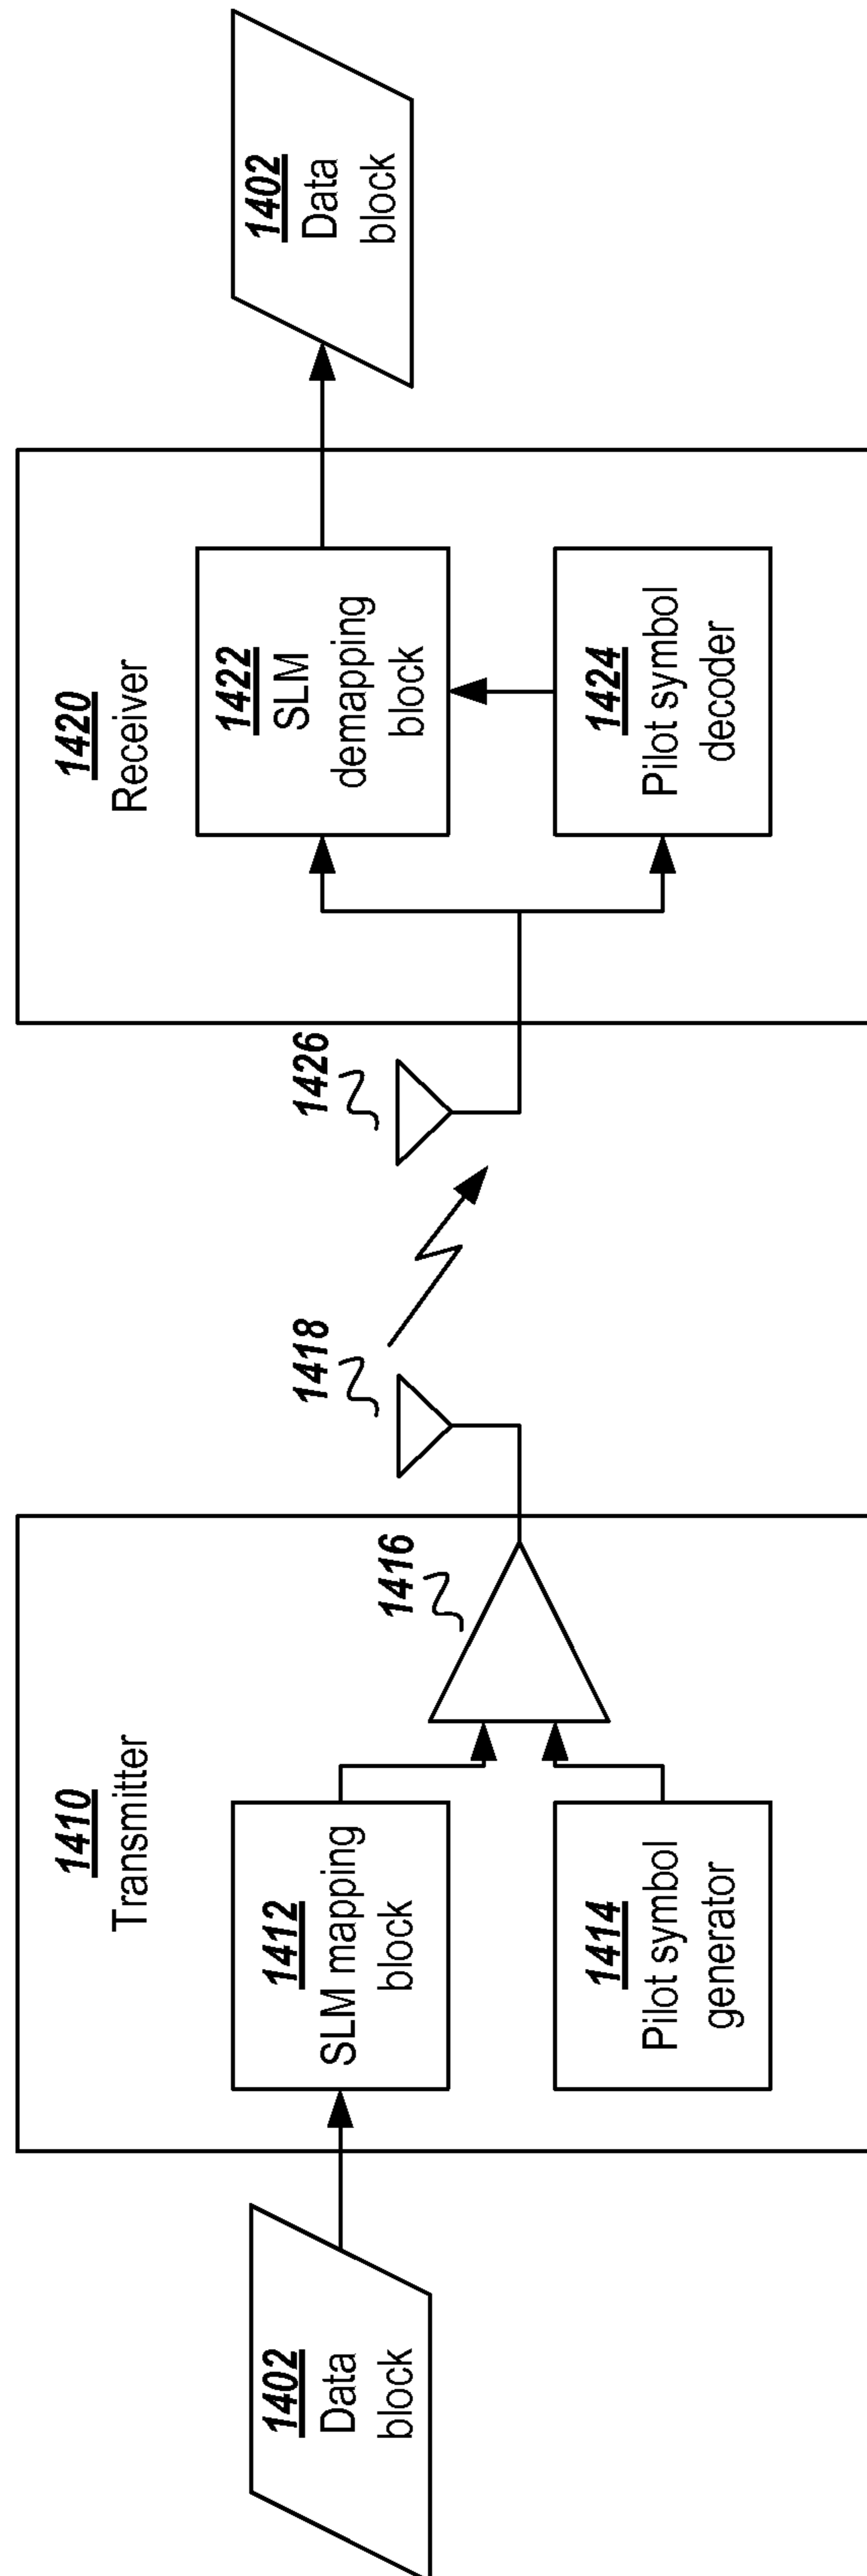 1402
Data
block
1410
Transmitter
1412
SLM mapping
block
1414
Pilot symbol
generator
1416
1418
1426
1420
Receiver
1422
SLM
demapping
block
1424
Pilot symbol
decoder
1402
Data
block